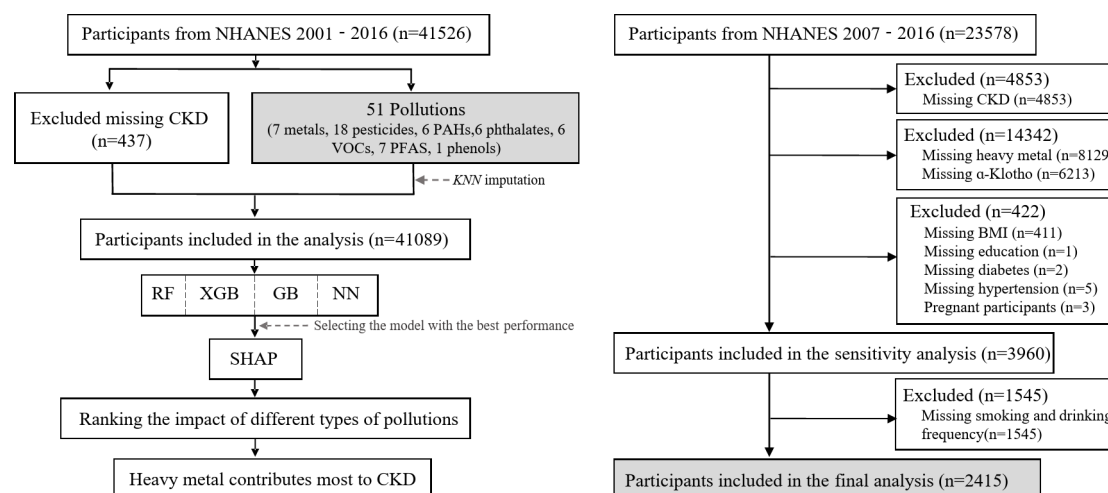 Participants from NHANES 2001 - 2016 (n=41526)
Excluded missing CKD
(n=437)
51 Pollutions
(7 metals, 18 pesticides, 6 PAHs,6 phthalates, 6
VOCs, 7 PFAS, 1 phenols)
KNN imputation
Participants included in the analysis (n=41089)
RF XGB GB NN
Selecting the model with the best performance
SHAP
Ranking the impact of different types of pollutions
Heavy metal contributes most to CKD
Participants from NHANES 2007 - 2016 (n=23578)
Excluded (n=4853)
Missing CKD (n=4853)
Excluded (n=14342)
Missing heavy metal (n=8129
Missing α-Klotho (n=6213)
Excluded (n=422)
Missing BMI (n=411)
Missing education (n=1)
Missing diabetes (n=2)
Missing hypertension (n=5)
Pregnant participants (n=3)
Participants included in the sensitivity analysis (n=3960)
Excluded (n=1545)
Missing smoking and drinking
frequency(n=1545)
Participants included in the final analysis (n=2415)